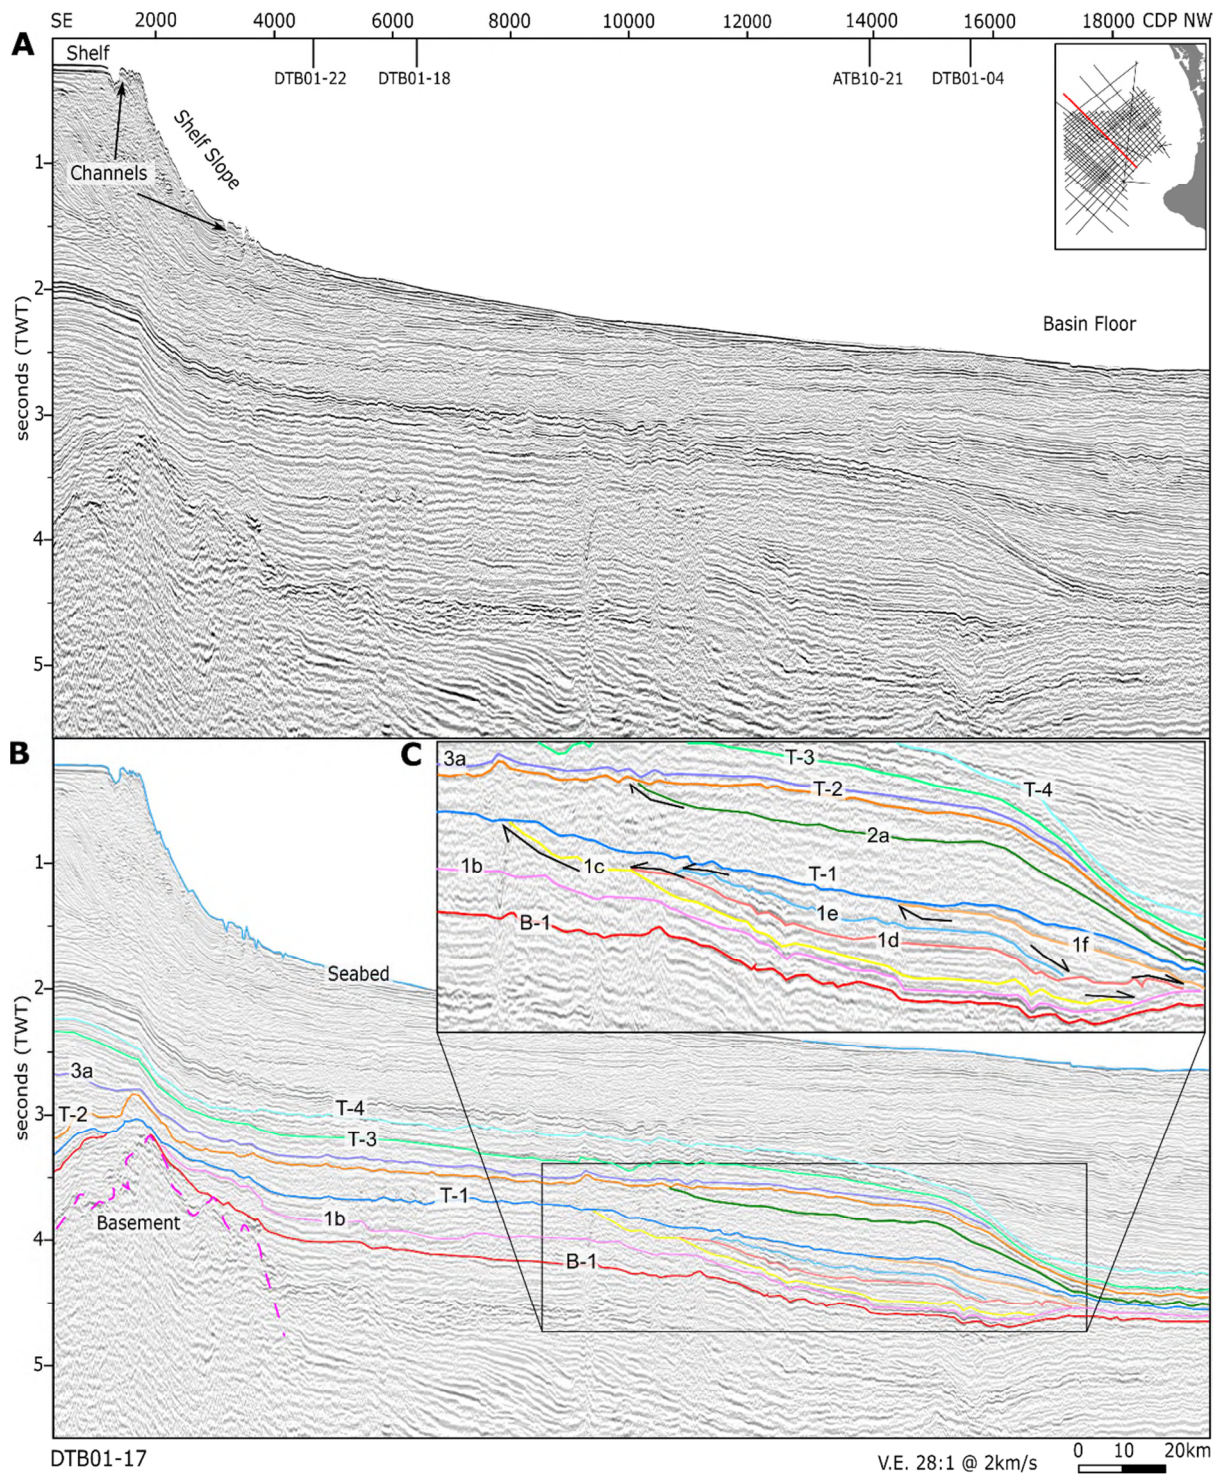 SE 2000 4000 6000 8000 10000 12000 14000 16000 18000 CDP NW
A
Shelf
DTB01-22 DTB01-18 ATB10-21 DTB01-04
Shelf Slope
Channels
1
2
3
4
5
seconds (TWT)
Basin Floor
B
1
2
3
4
5
seconds (TWT)
Seabed
3a
T-2
T-4
T-3
T-1
1b
Basement
B-1
C
3a
T-3
T-2
T-4
2a
1b
1c
T-1
1e
B-1
1d
1f
DTB01-17
V.E. 28:1 @ 2km/s
0 10 20km